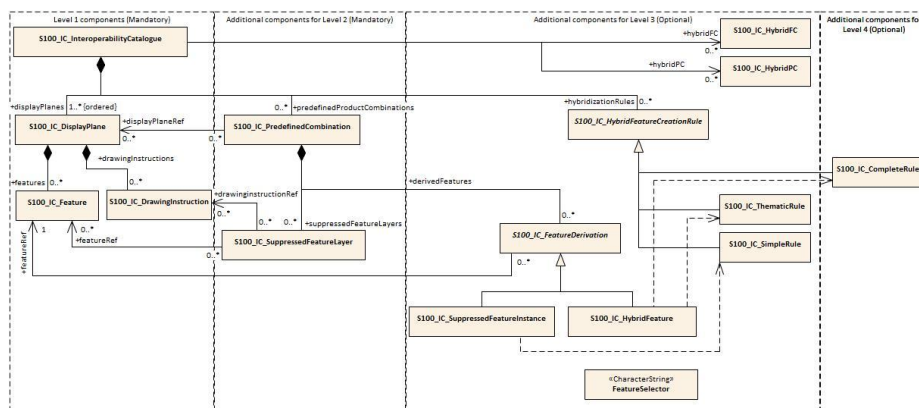 Level 1 components (Mandatory)
Additional components for Level 2 (Mandatory)
Additional components for Level 3 (Optional)
Additional components for
Level 4 (Optional)
S100_IC_InteroperabilityCatalogue
+hybridFC
0..*
S100_IC_HybridFC
+hybridPC
0..*
S100_IC_HybridPC
+displayPlanes
1..* {ordered}
0..*
+predefinedProductCombinations
+hybridizationRules
0..*
S100_IC_DisplayPlane
+displayPlaneRef
0..*
0..*
S100_IC_PredefinedCombination
S100_IC_HybridFeatureCreationRule
+drawingInstructions
S100_IC_CompleteRule
+features
0..*
0..*
+drawingInstructionRef
+derivedFeatures
S100_IC_Feature
S100_IC_DrawingInstruction
0..*
0..*
0..*
+suppressedFeatureLayers
0..*
S100_IC_ThematicRule
+featureRef
1
0..*
+featureRef
0..*
S100_IC_SuppressedFeatureLayer
S100_IC_FeatureDerivation
0..*
S100_IC_SimpleRule
S100_IC_SuppressedFeatureInstance
S100_IC_HybridFeature
«CharacterString»
FeatureSelector